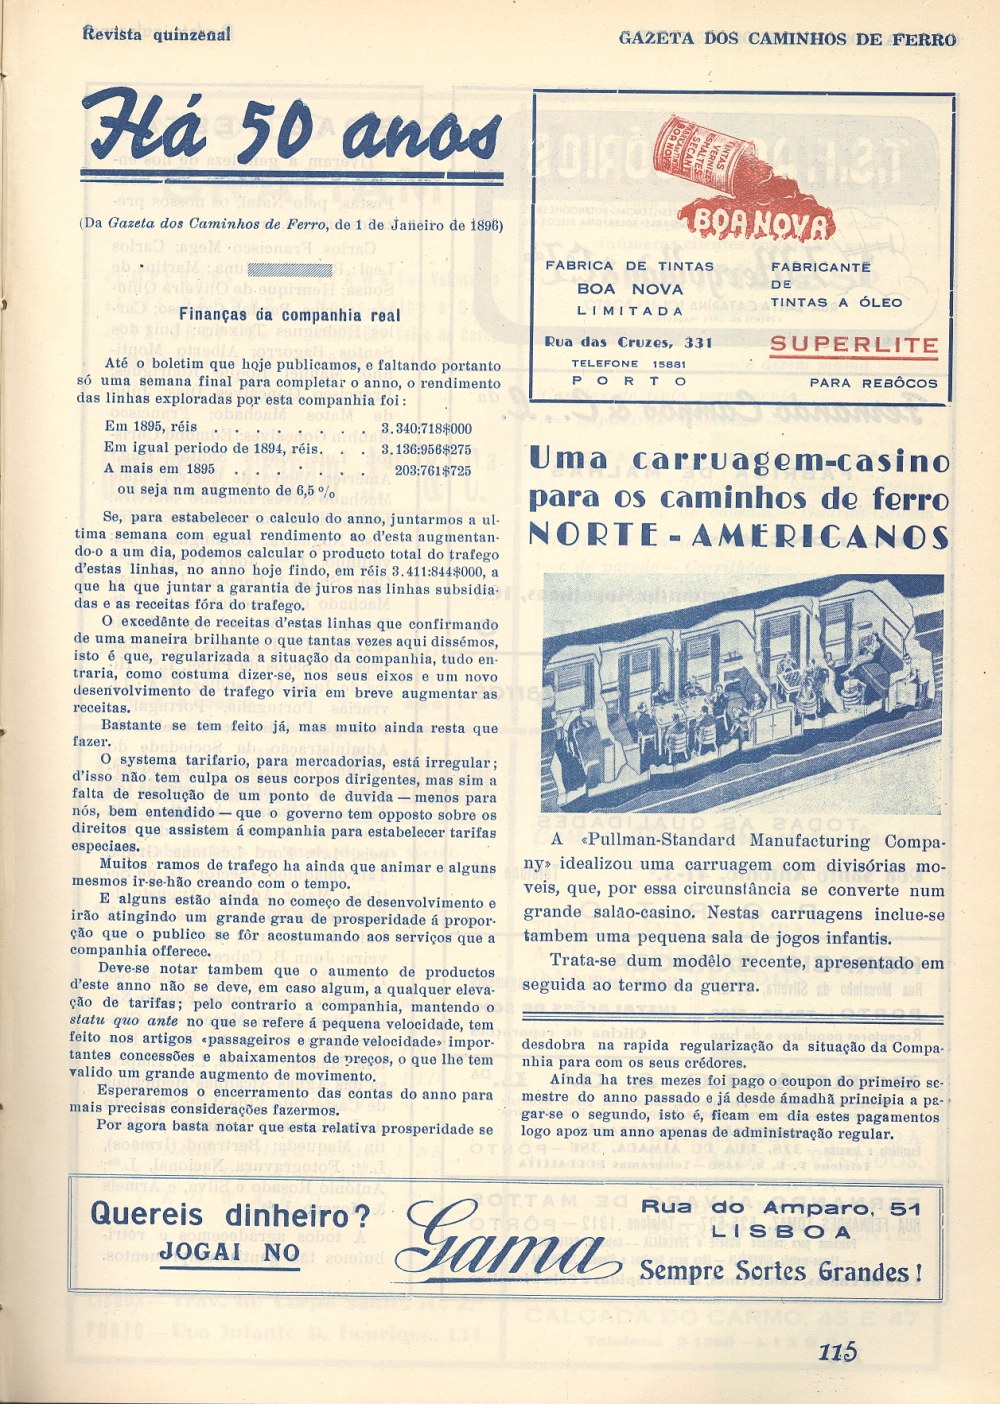 Revista quinzenal
GAZETA DOS CAMINHOS DE FERRO
Há 50 anos
(Da Gazeta dos Caminhos de Ferro, de 1 de Janeiro de 1896)
Finanças da companhia real
Até o boletim que hoje publicamos, e faltando portanto
só uma semana final para completar o anno, o rendimento
das linhas exploradas por esta companhia foi:
Em 1895, réis . . . . . . . . 3.340:718$000
Em igual periodo de 1894, réis. . . 3.136:956$275
A mais em 1895 . . . . . . . 203:761$725
ou seja nm augmento de 6,5 %
Se, para estabelecer o calculo do anno, juntarmos a ul-
tima semana com egual rendimento ao d'esta augmentan-
do-o a um dia, podemos calcular o producto total do trafego
d'estas linhas, no anno hoje findo, em réis 3.411:844$000, a
que ha que juntar a garantia de juros nas linhas subsidia-
das e as receitas fóra do trafego.
O excedênte de receitas d'estas linhas que confirmando
de uma maneira brilhante o que tantas vezes aqui dissémos,
isto é que, regularizada a situação da companhia, tudo en-
traria, como costuma dizer-se, nos seus eixos e um novo
desenvolvimento de trafego viria em breve augmentar as
receitas.
Bastante se tem feito já, mas muito ainda resta que
fazer.
O systema tarifario, para mercadorias, está irregular;
d'isso não tem culpa os seus corpos dirigentes, mas sim a
falta de resolução de um ponto de duvida — menos para
nós, bem entendido — que o governo tem opposto sobre os
direitos que assistem á companhia para estabelecer tarifas
especiaes.
Muitos ramos de trafego ha ainda que animar e alguns
mesmos ir-se-hão creando com o tempo.
E alguns estão ainda no começo de desenvolvimento e
irão atingindo um grande grau de prosperidade á propor-
ção que o publico se fôr acostumando aos serviços que a
companhia offerece.
Deve-se notar tambem que o aumento de productos
d'este anno não se deve, em caso algum, a qualquer eleva-
ção de tarifas; pelo contrario a companhia, mantendo o
statu quo ante no que se refere á pequena velocidade, tem
feito nos artigos «passageiros e grande velocidade» impor-
tantes concessões e abaixamentos de preços, o que lhe tem
valido um grande augmento de movimento.
Esperaremos o encerramento das contas do anno para
mais precisas considerações fazermos.
Por agora basta notar que esta relativa prosperidade se
TINTAS
VERNIZ
ESMALTES
SECANTE
BOA NOVA
BOA NOVA
FABRICA DE TINTAS
BOA NOVA
LIMITADA
Rua das Cruzes, 331
TELEFONE 15881
PORTO
FABRICANTE
DE
TINTAS A ÓLEO
SUPERLITE
PARA REBÔCOS
Uma carruagem-casino
para os caminhos de ferro
NORTE-AMERICANOS
A «Pullman-Standard Manufacturing Compa-
ny» idealizou uma carruagem com divisórias mo-
veis, que, por essa circunstância se converte num
grande salão-casino. Nestas carruagens inclue-se
tambem uma pequena sala de jogos infantis.
Trata-se dum modêlo recente, apresentado em
seguida ao termo da guerra.
desdobra na rapida regularização da situação da Compa-
nhia para com os seus crédores.
Ainda ha tres mezes foi pago o coupon do primeiro se-
mestre do anno passado e já desde ámadhã principia a pa-
gar-se o segundo, isto é, ficam em dia estes pagamentos
logo apoz um anno apenas de administração regular.
Quereis dinheiro?
JOGAI NO
Gama
Rua do Amparo, 51
LISBOA
Sempre Sortes Grandes!
115